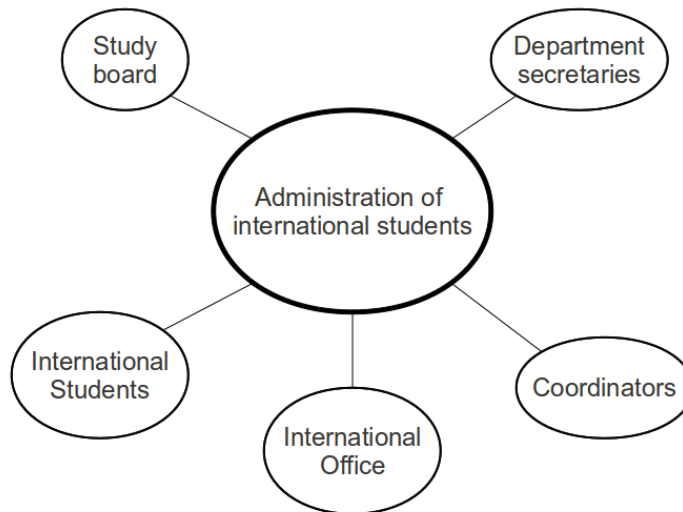 Study
board
Department
secretaries
Administration of
international students
International
Students
International
Office
Coordinators